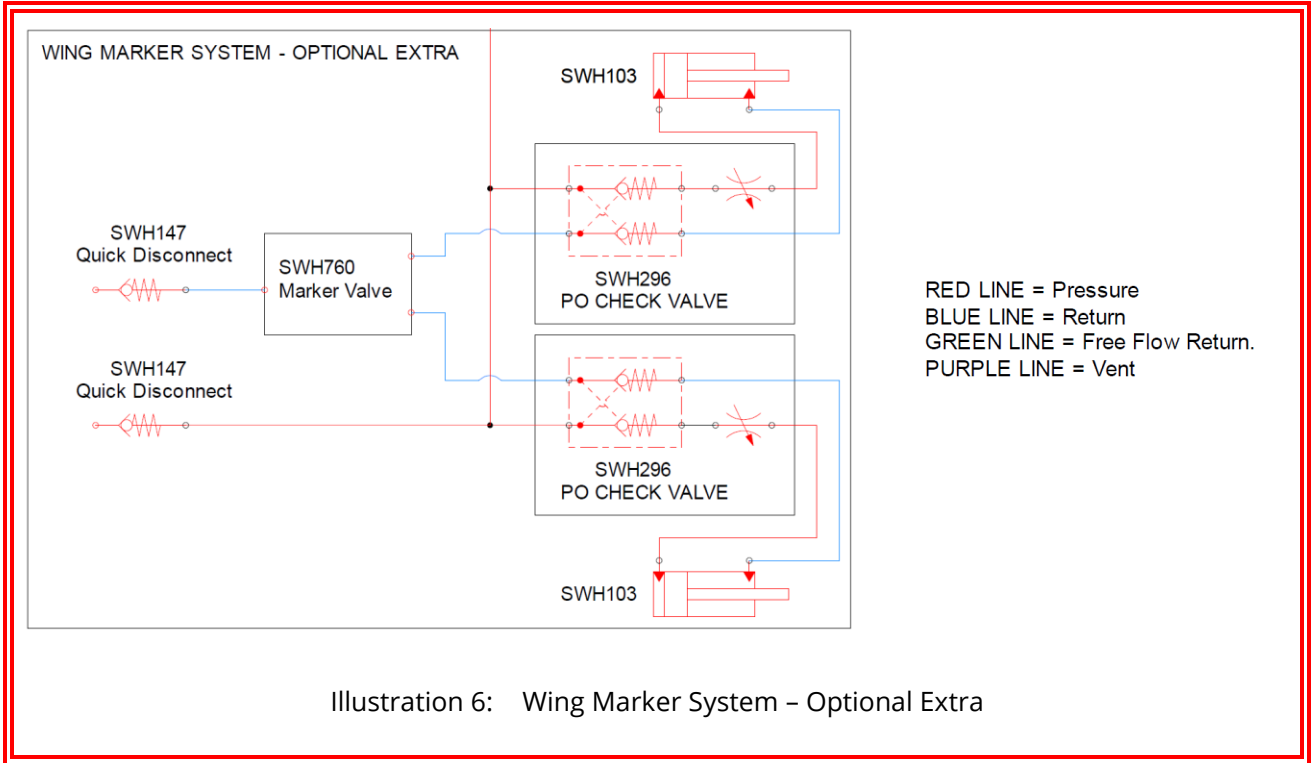 WING MARKER SYSTEM - OPTIONAL EXTRA
SWH103
SWH147
Quick Disconnect
SWH760
Marker Valve
SWH296
PO CHECK VALVE
SWH147
Quick Disconnect
SWH296
PO CHECK VALVE
SWH103
RED LINE = Pressure
BLUE LINE = Return
GREEN LINE = Free Flow Return.
PURPLE LINE = Vent
Illustration 6: Wing Marker System – Optional Extra